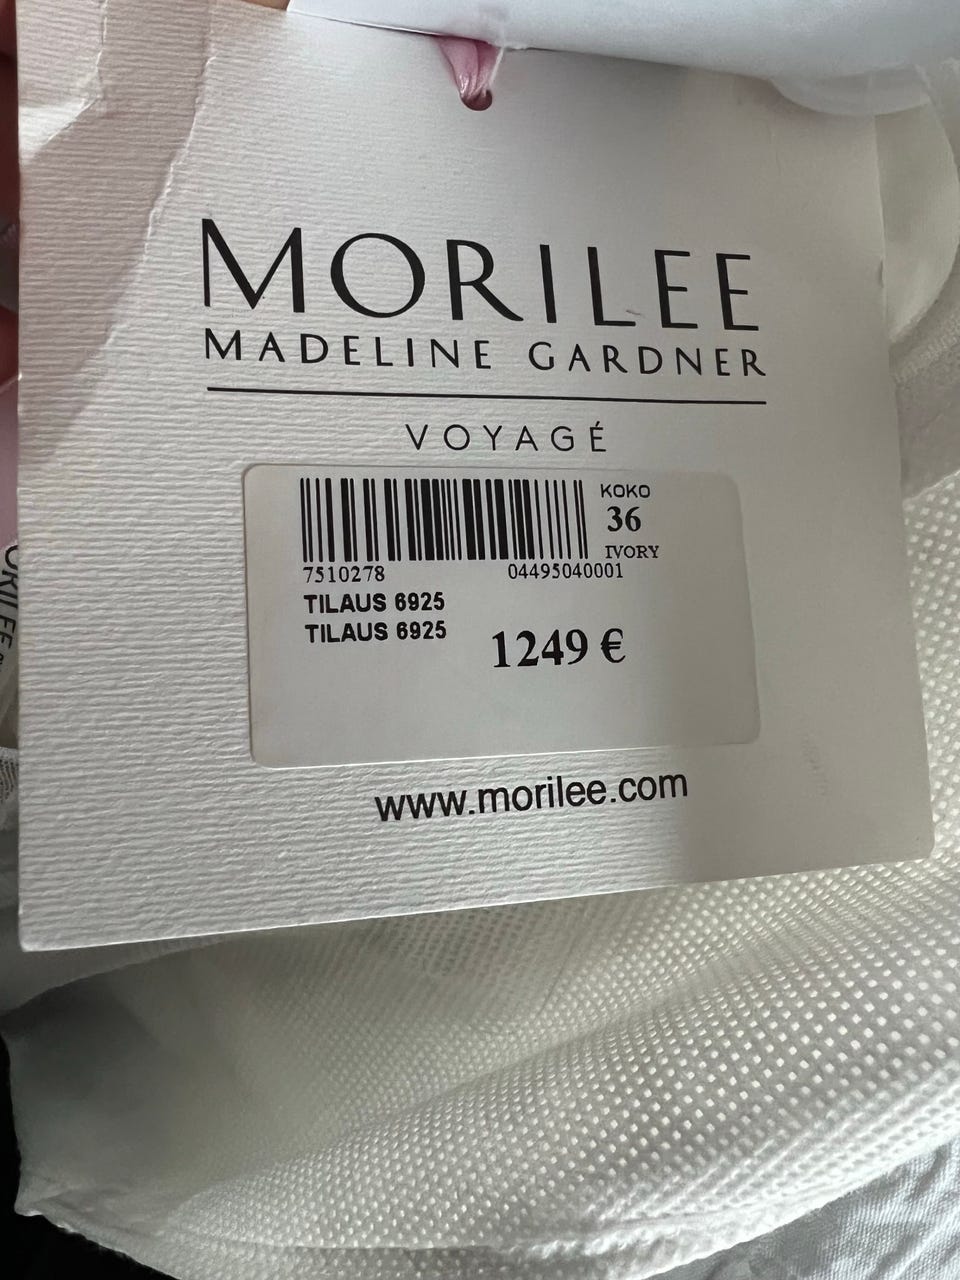 MORILEE
MADELINE GARDNER
VOYAGÉ
KOKO
36
IVORY
7510278 04495040001
TILAUS 6925
TILAUS 6925
1249 €
www.morilee.com